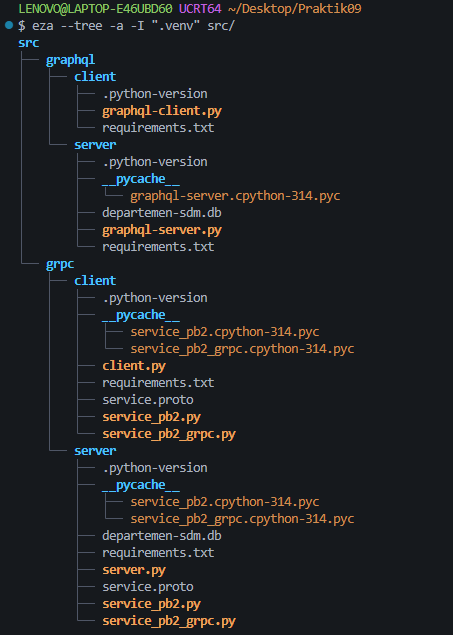 LENOVO@LAPTOP-E46UBD60 UCRT64 ~/Desktop/Praktik09
$ eza --tree -a -I ".venv" src/
src
├── graphql
│   ├── client
│   │   ├── .python-version
│   │   ├── graphql-client.py
│   │   └── requirements.txt
│   └── server
│       ├── .python-version
│       ├── __pycache__
│       │   └── graphql-server.cpython-314.pyc
│       ├── departemen-sdm.db
│       ├── graphql-server.py
│       └── requirements.txt
└── grpc
    ├── client
    │   ├── .python-version
    │   ├── __pycache__
    │   │   ├── service_pb2.cpython-314.pyc
    │   │   └── service_pb2_grpc.cpython-314.pyc
    │   ├── client.py
    │   ├── requirements.txt
    │   ├── service.proto
    │   ├── service_pb2.py
    │   └── service_pb2_grpc.py
    └── server
        ├── .python-version
        ├── __pycache__
        │   ├── service_pb2.cpython-314.pyc
        │   └── service_pb2_grpc.cpython-314.pyc
        ├── departemen-sdm.db
        ├── requirements.txt
        ├── server.py
        ├── service.proto
        ├── service_pb2.py
        └── service_pb2_grpc.py